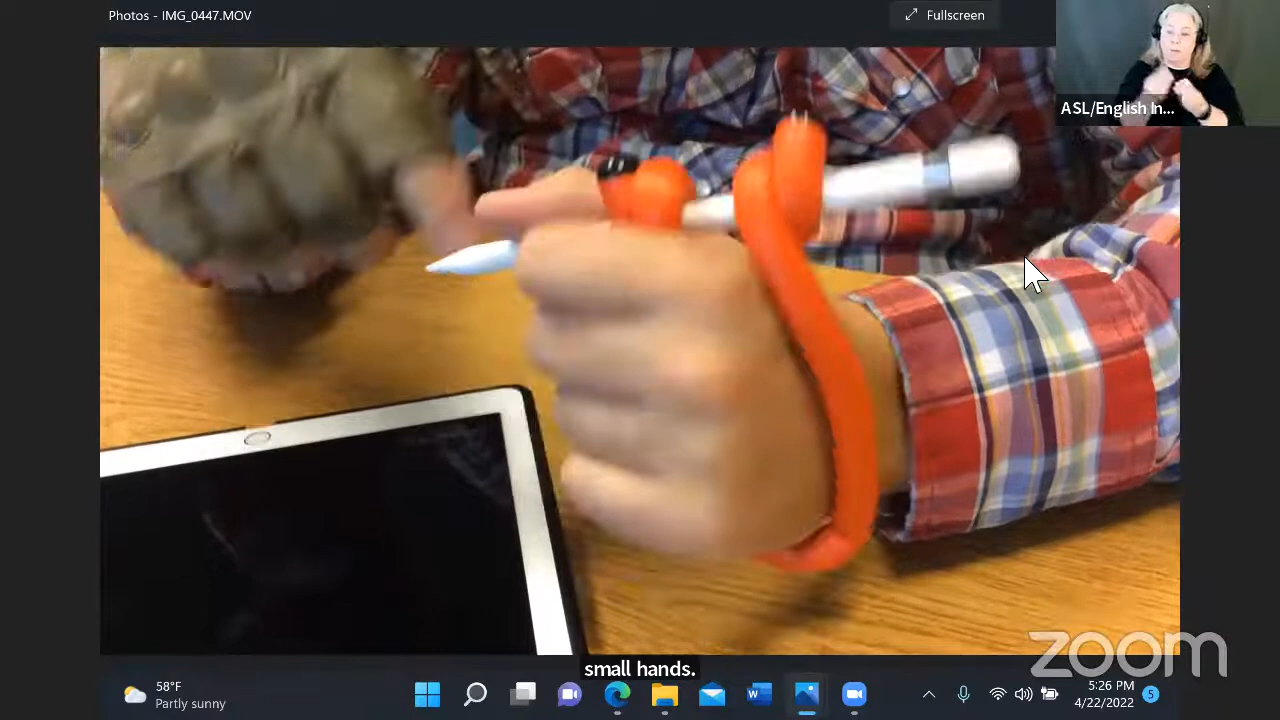 Photos - IMG_0447.MOV
Fullscreen
ASL/English In...
small hands.
zoom
58°F
Partly sunny
5:26 PM
4/22/2022
5